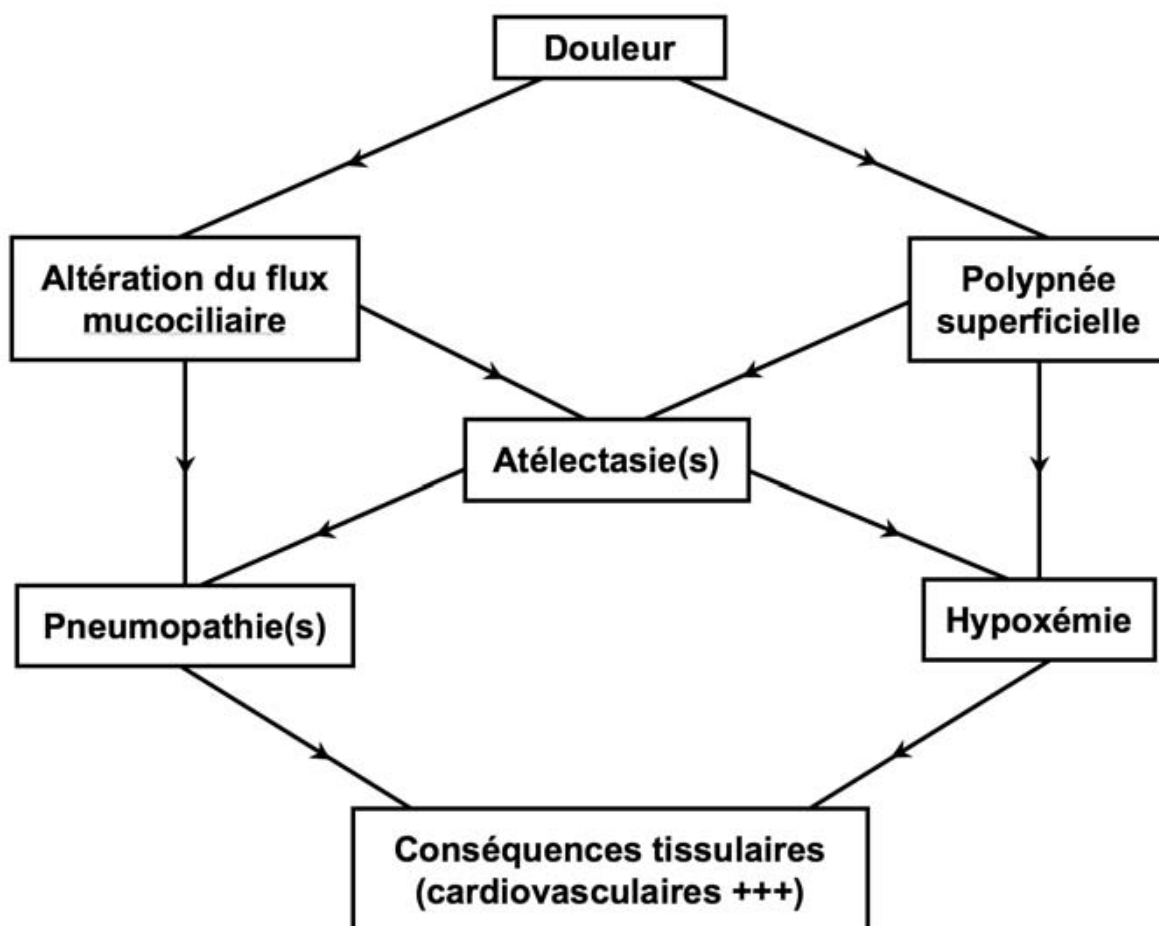 Douleur
Altération du flux
mucociliaire
Polypnée
superficielle
Atélectasie(s)
Pneumopathie(s)
Hypoxémie
Conséquences tissulaires
(cardiovasculaires +++)